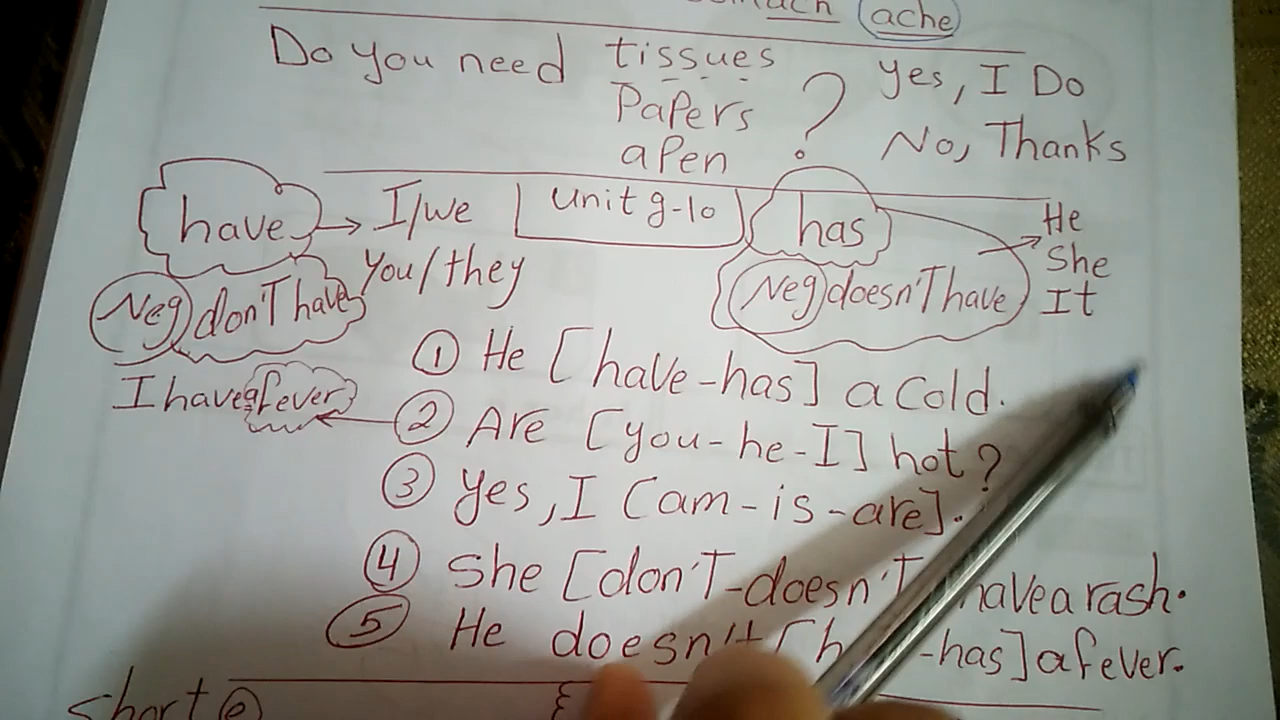 ache
Do you need tissues Yes, I Do
Papers ?
a Pen No, Thanks
have → I/we Unit 9-10 has He
You/they She
Neg don'T have Neg doesn'T have It
① He [have-has] a Cold.
I have a fever ② Are [you-he-I] hot?
③ Yes, I [am-is-are].
④ She [don'T-doesn'T have a rash.
⑤ He doesn't [h -has] a fever.
short e